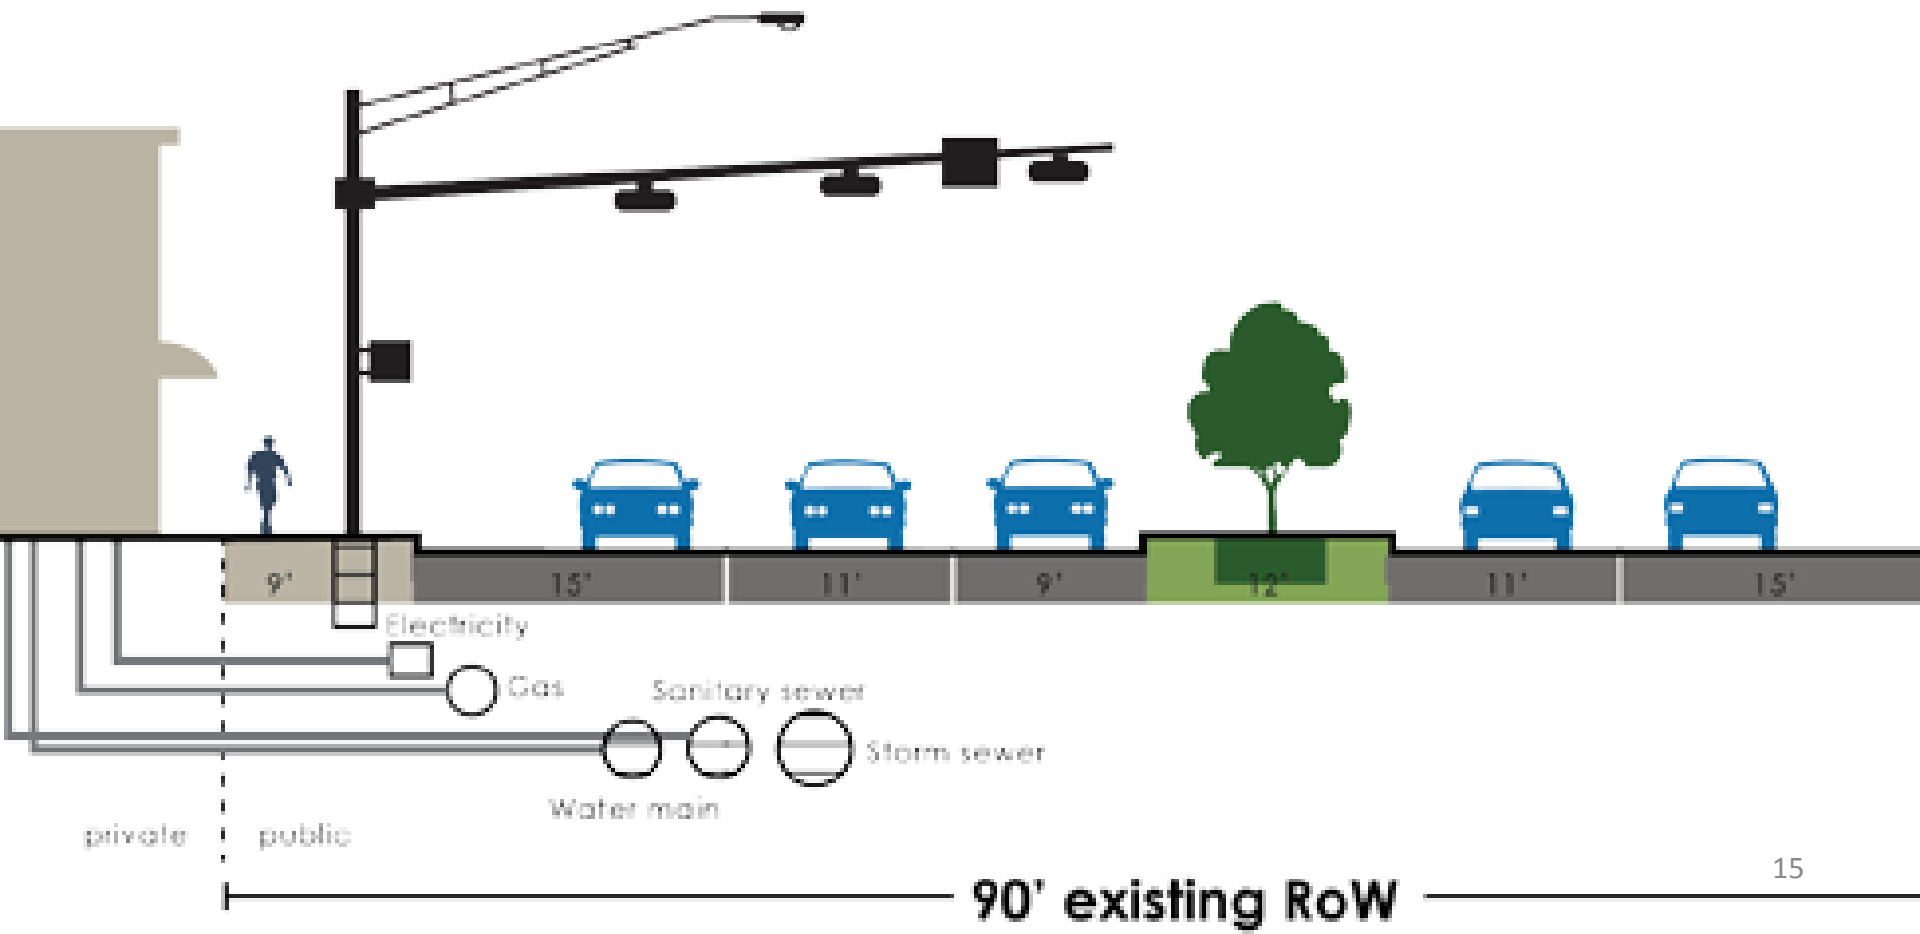 9' 15' 11' 9' 12' 11' 15'
Electricity
Gas
Sanitary sewer
Storm sewer
Water main
private public
15
90' existing RoW